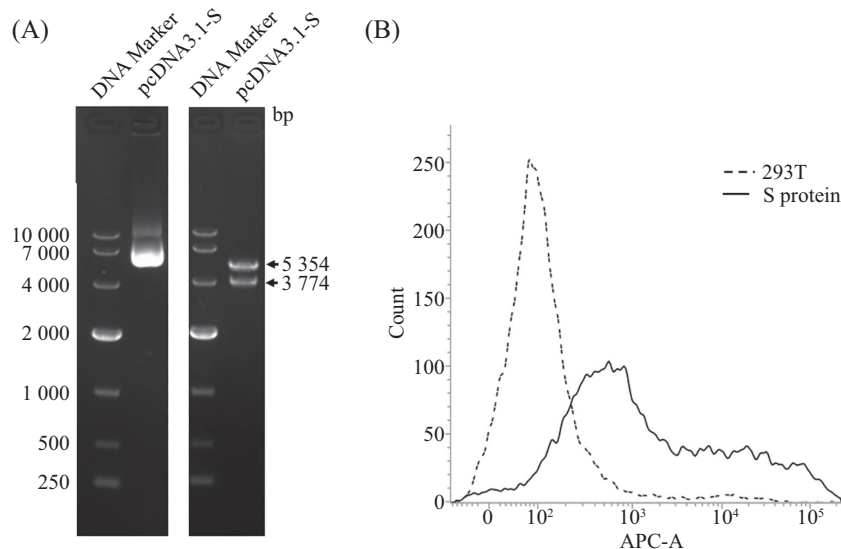 (A)
DNA Marker
pcDNA3.1-S
DNA Marker
pcDNA3.1-S
bp
10 000
7 000
4 000
2 000
1 000
500
250
5 354
3 774
(B)
250
200
150
100
50
0
Count
0
10²
10³
10⁴
10⁵
APC-A
293T
S protein